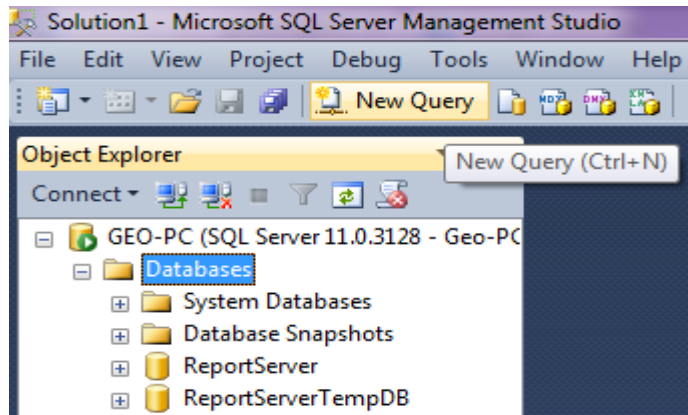 Solution1 - Microsoft SQL Server Management Studio
File Edit View Project Debug Tools Window Help
New Query
Object Explorer
New Query (Ctrl+N)
Connect
GEO-PC (SQL Server 11.0.3128 - Geo-PC
Databases
System Databases
Database Snapshots
ReportServer
ReportServerTempDB